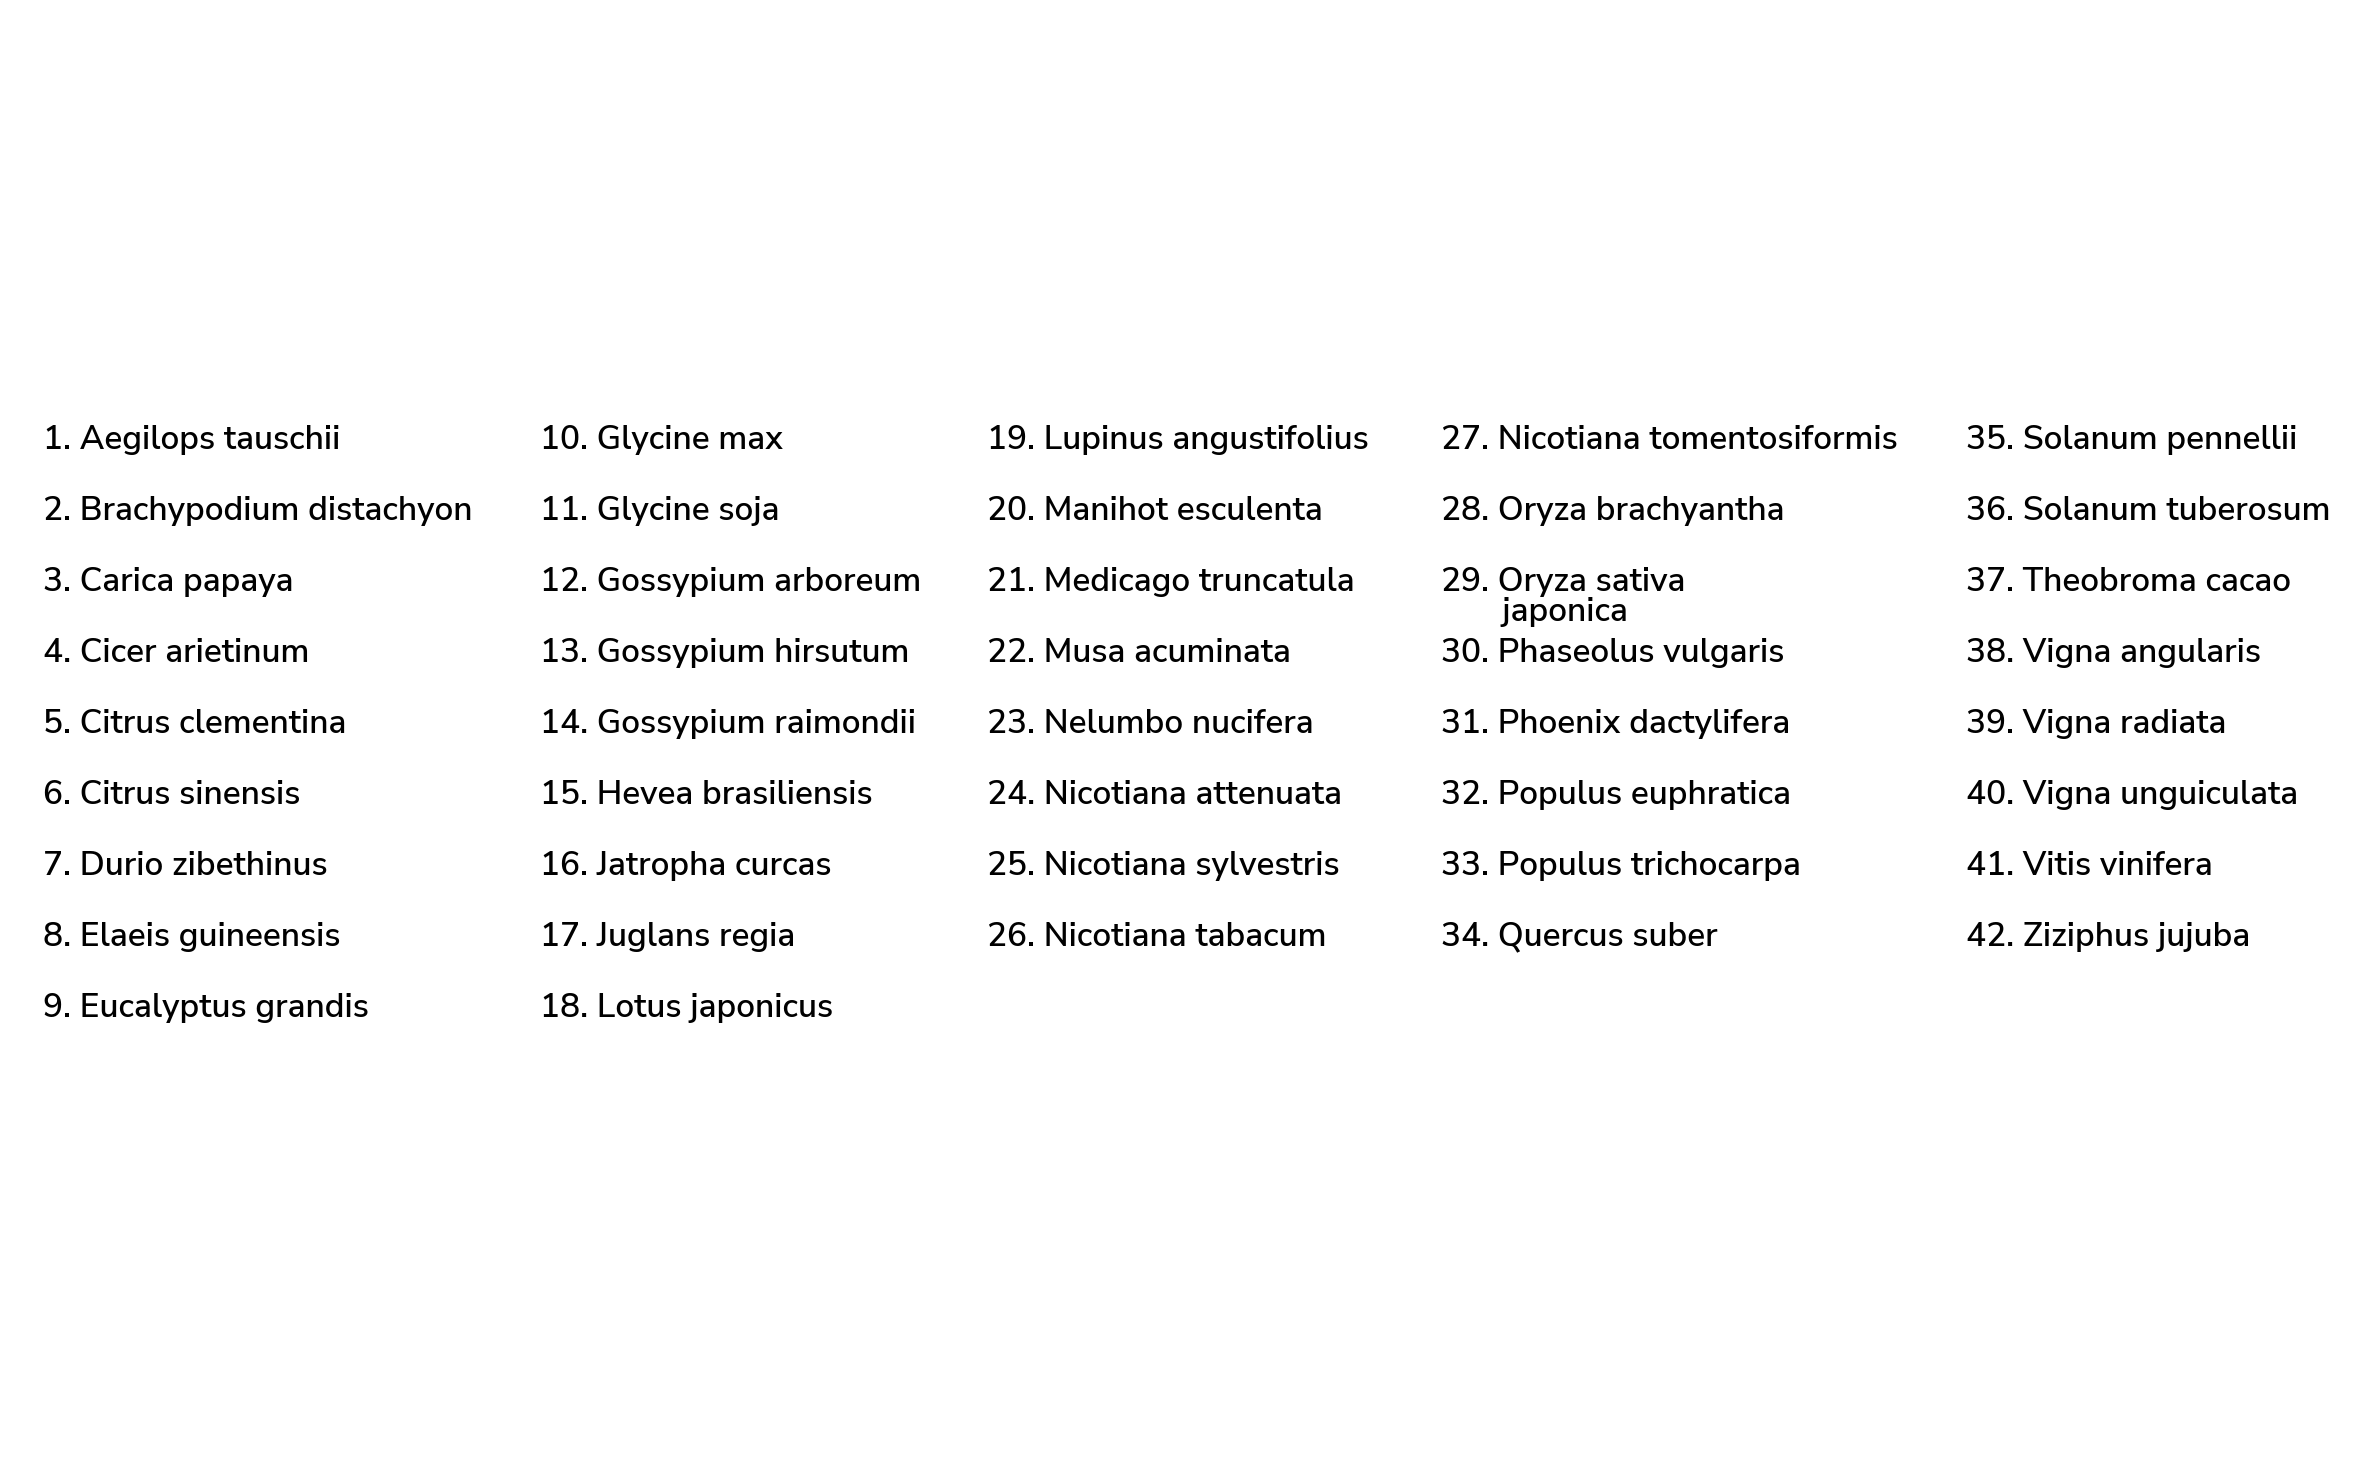 1. Aegilops tauschii
2. Brachypodium distachyon
3. Carica papaya
4. Cicer arietinum
5. Citrus clementina
6. Citrus sinensis
7. Durio zibethinus
8. Elaeis guineensis
9. Eucalyptus grandis
10. Glycine max
11. Glycine soja
12. Gossypium arboreum
13. Gossypium hirsutum
14. Gossypium raimondii
15. Hevea brasiliensis
16. Jatropha curcas
17. Juglans regia
18. Lotus japonicus
19. Lupinus angustifolius
20. Manihot esculenta
21. Medicago truncatula
22. Musa acuminata
23. Nelumbo nucifera
24. Nicotiana attenuata
25. Nicotiana sylvestris
26. Nicotiana tabacum
27. Nicotiana tomentosiformis
28. Oryza brachyantha
29. Oryza sativa
japonica
30. Phaseolus vulgaris
31. Phoenix dactylifera
32. Populus euphratica
33. Populus trichocarpa
34. Quercus suber
35. Solanum pennellii
36. Solanum tuberosum
37. Theobroma cacao
38. Vigna angularis
39. Vigna radiata
40. Vigna unguiculata
41. Vitis vinifera
42. Ziziphus jujuba